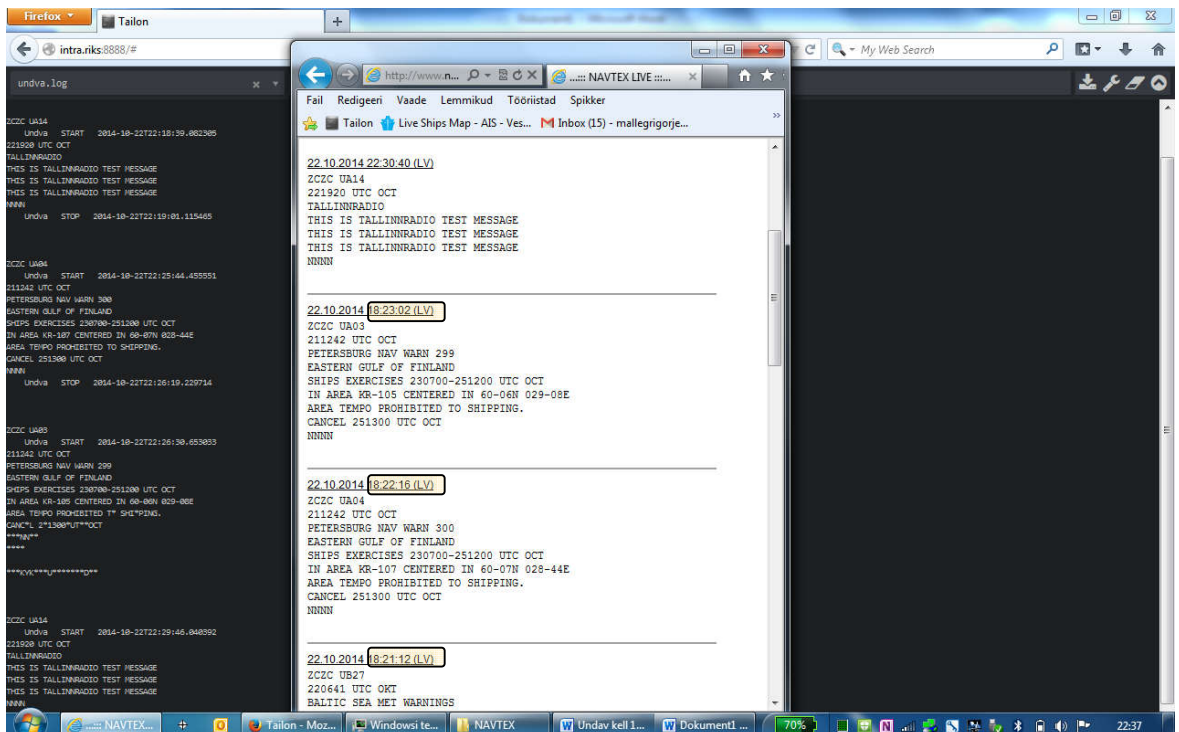 Firefox
Tailon
intra.riks:8888/#
My Web Search
undva.log
ZCZC UA14
Undva START 2014-10-22T22:18:39.082305
221920 UTC OCT
TALLINNRADIO
THIS IS TALLINNRADIO TEST MESSAGE
THIS IS TALLINNRADIO TEST MESSAGE
THIS IS TALLINNRADIO TEST MESSAGE
NNNN
Undva STOP 2014-10-22T22:19:01.115465
ZCZC UA04
Undva START 2014-10-22T22:25:44.455551
211242 UTC OCT
PETERSBURG NAV WARN 300
EASTERN GULF OF FINLAND
SHIPS EXERCISES 230700-251200 UTC OCT
IN AREA KR-107 CENTERED IN 60-07N 028-44E
AREA TEMPO PROHIBITED TO SHIPPING.
CANCEL 251300 UTC OCT
NNNN
Undva STOP 2014-10-22T22:26:19.229714
ZCZC UA03
Undva START 2014-10-22T22:26:30.653033
211242 UTC OCT
PETERSBURG NAV WARN 299
EASTERN GULF OF FINLAND
SHIPS EXERCISES 230700-251200 UTC OCT
IN AREA KR-105 CENTERED IN 60-06N 029-08E
AREA TEMPO PROHIBITED T* SHI*PING.
CANC*L 2*1300*UT**OCT
***NN**
****
ZCZC UA14
Undva START 2014-10-22T22:29:46.040392
221920 UTC OCT
TALLINNRADIO
THIS IS TALLINNRADIO TEST MESSAGE
THIS IS TALLINNRADIO TEST MESSAGE
THIS IS TALLINNRADIO TEST MESSAGE
NNNN
http://www.n...
...::: NAVTEX LIVE :::...
Fail Redigeeri Vaade Lemmikud Tööriistad Spikker
Tailon Live Ships Map - AIS - Ves... Inbox (15) - mallegrigorje...
22.10.2014 22:30:40 (LV)
ZCZC UA14
221920 UTC OCT
TALLINNRADIO
THIS IS TALLINNRADIO TEST MESSAGE
THIS IS TALLINNRADIO TEST MESSAGE
THIS IS TALLINNRADIO TEST MESSAGE
NNNN
22.10.2014 18:23:02 (LV)
ZCZC UA03
211242 UTC OCT
PETERSBURG NAV WARN 299
EASTERN GULF OF FINLAND
SHIPS EXERCISES 230700-251200 UTC OCT
IN AREA KR-105 CENTERED IN 60-06N 029-08E
AREA TEMPO PROHIBITED TO SHIPPING.
CANCEL 251300 UTC OCT
NNNN
22.10.2014 18:22:16 (LV)
ZCZC UA04
211242 UTC OCT
PETERSBURG NAV WARN 300
EASTERN GULF OF FINLAND
SHIPS EXERCISES 230700-251200 UTC OCT
IN AREA KR-107 CENTERED IN 60-07N 028-44E
AREA TEMPO PROHIBITED TO SHIPPING.
CANCEL 251300 UTC OCT
NNNN
22.10.2014 18:21:12 (LV)
ZCZC UB27
220641 UTC OKT
BALTIC SEA MET WARNINGS
...::: NAVTEX... Tailon - Moz... Windowsi te... NAVTEX Undav kell 1... Dokument1 ... 70% 22:37